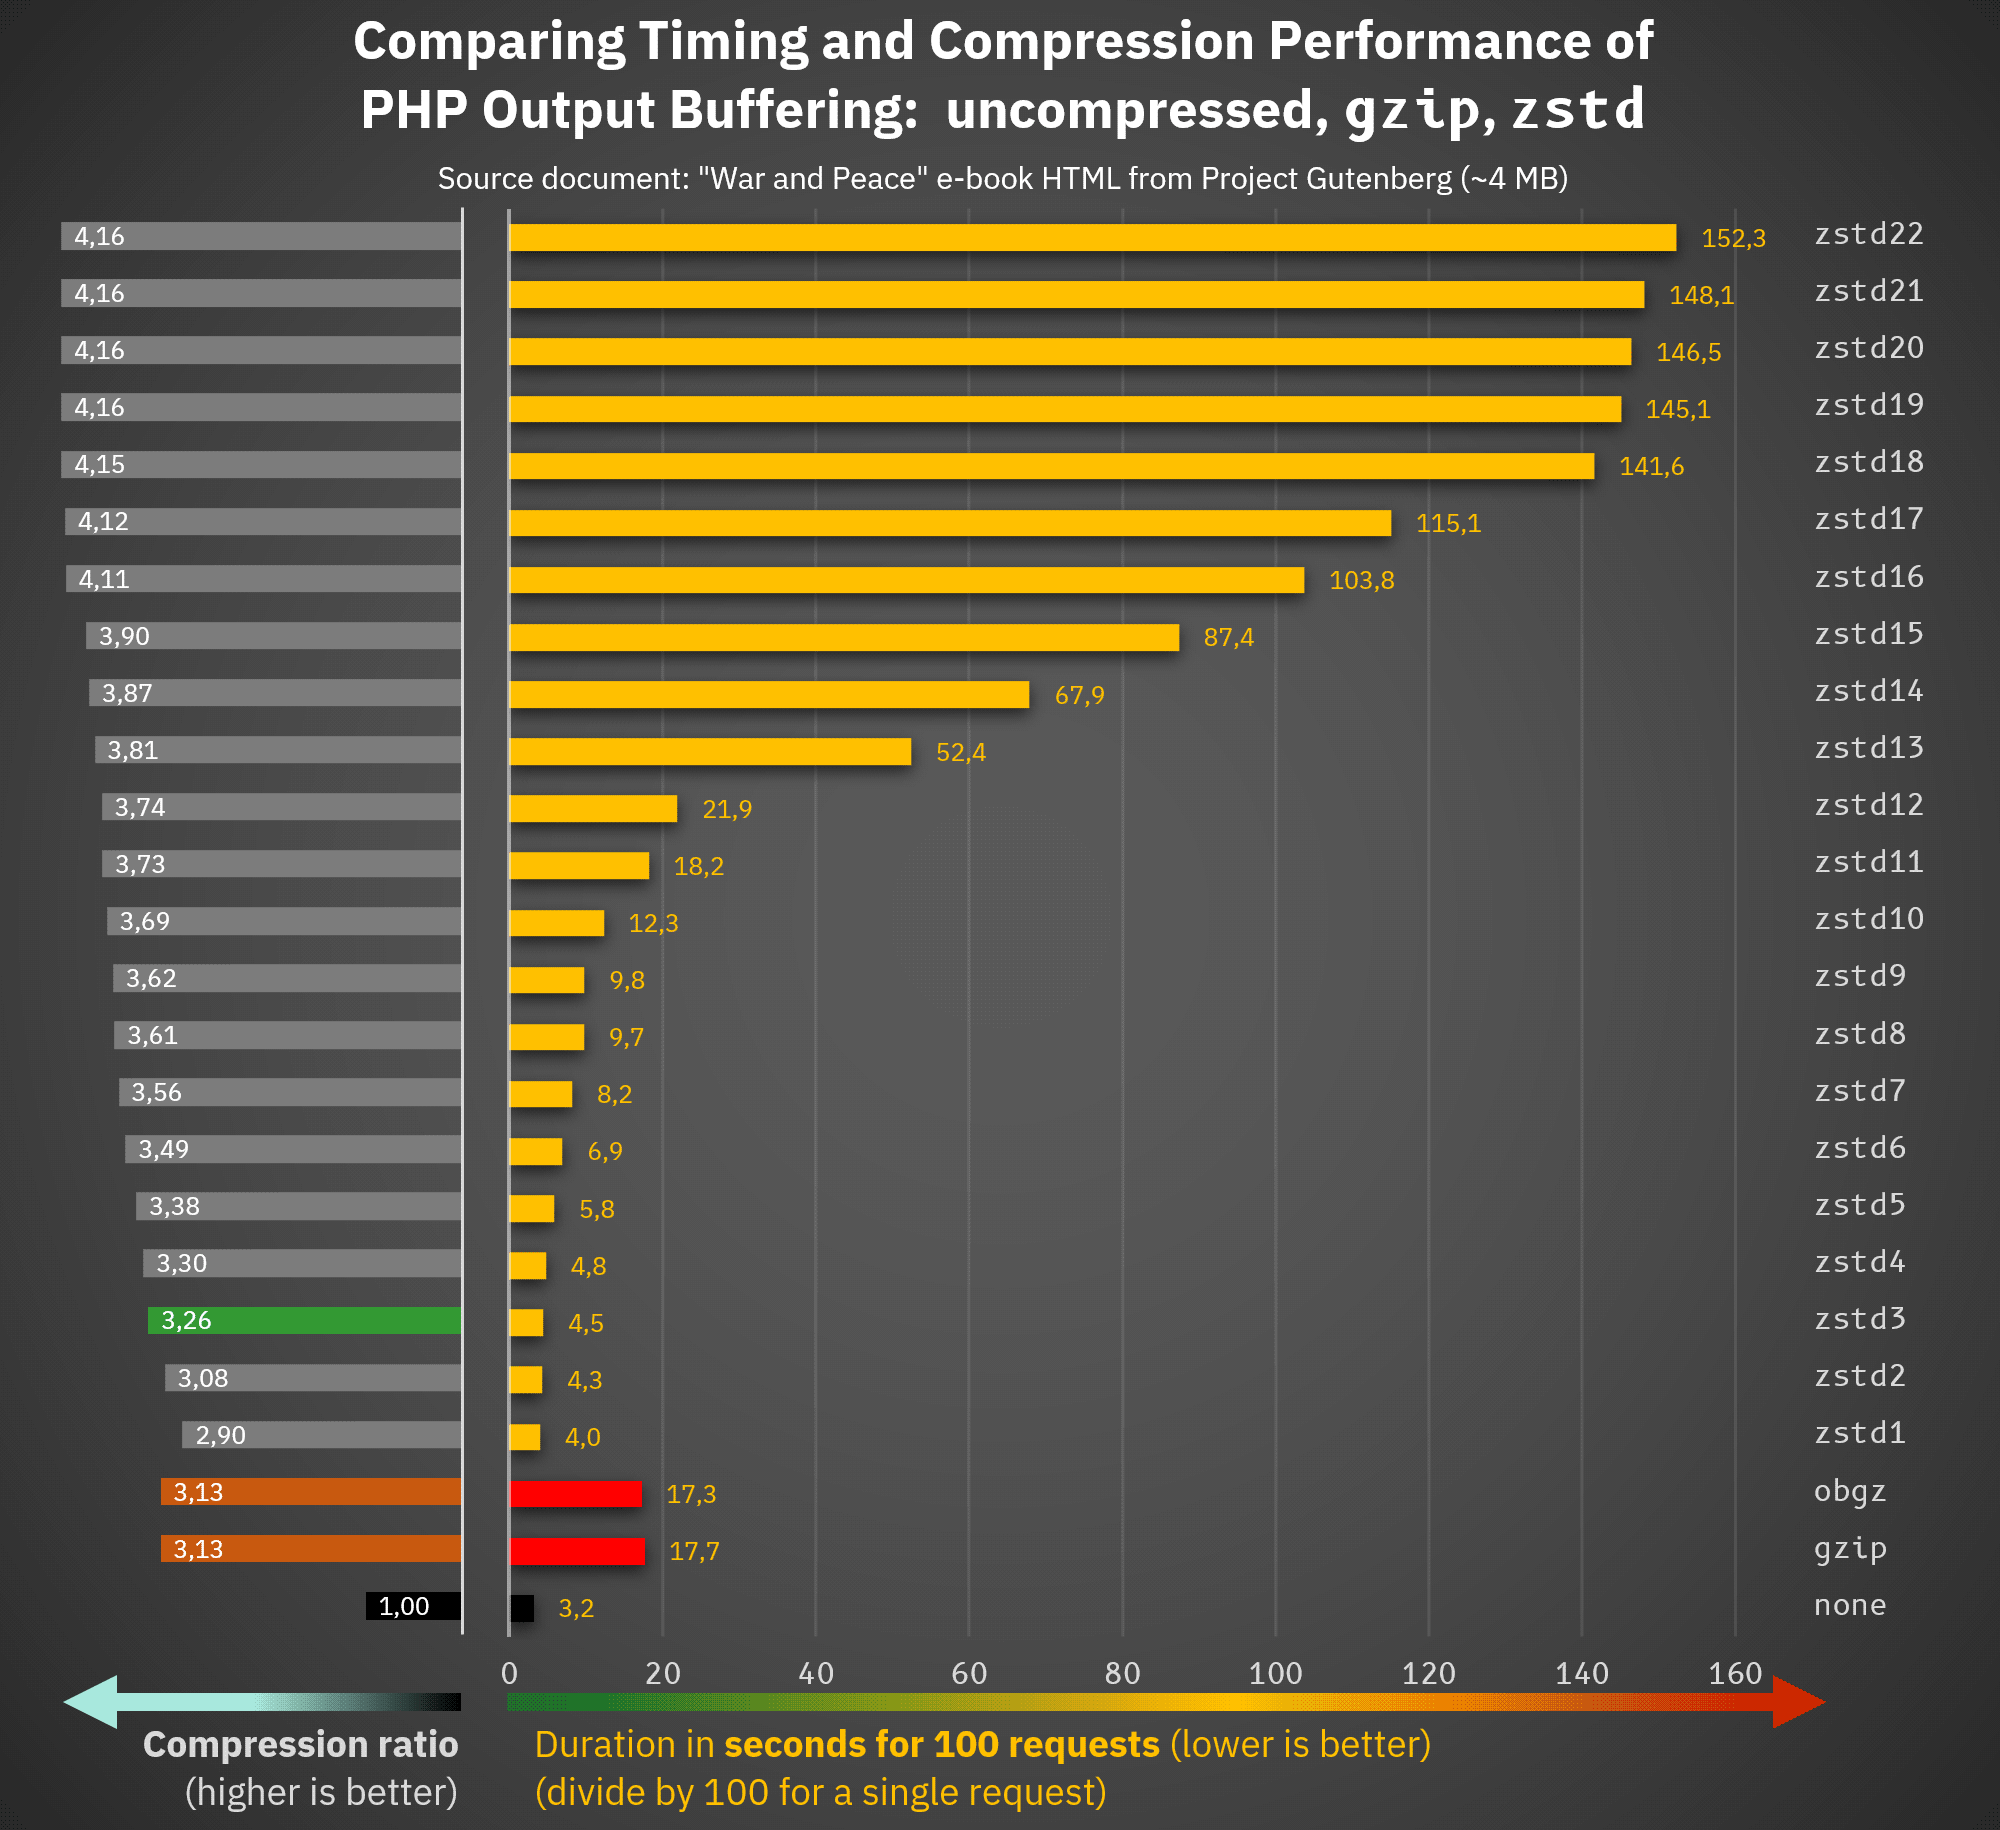 Comparing Timing and Compression Performance of
PHP Output Buffering: uncompressed, gzip, zstd
Source document: "War and Peace" e-book HTML from Project Gutenberg (~4 MB)
4,16 152,3 zstd22
4,16 148,1 zstd21
4,16 146,5 zstd20
4,16 145,1 zstd19
4,15 141,6 zstd18
4,12 115,1 zstd17
4,11 103,8 zstd16
3,90 87,4 zstd15
3,87 67,9 zstd14
3,81 52,4 zstd13
3,74 21,9 zstd12
3,73 18,2 zstd11
3,69 12,3 zstd10
3,62 9,8 zstd9
3,61 9,7 zstd8
3,56 8,2 zstd7
3,49 6,9 zstd6
3,38 5,8 zstd5
3,30 4,8 zstd4
3,26 4,5 zstd3
3,08 4,3 zstd2
2,90 4,0 zstd1
3,13 17,3 obgz
3,13 17,7 gzip
1,00 3,2 none
0 20 40 60 80 100 120 140 160
Compression ratio
(higher is better)
Duration in seconds for 100 requests (lower is better)
(divide by 100 for a single request)